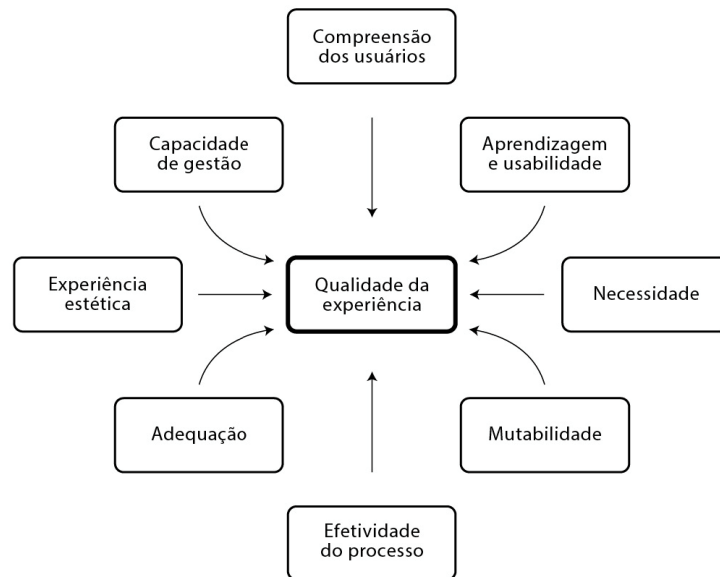 Compreensão
dos usuários
Capacidade
de gestão
Aprendizagem
e usabilidade
Experiência
estética
Qualidade da
experiência
Necessidade
Adequação
Mutabilidade
Efetividade
do processo